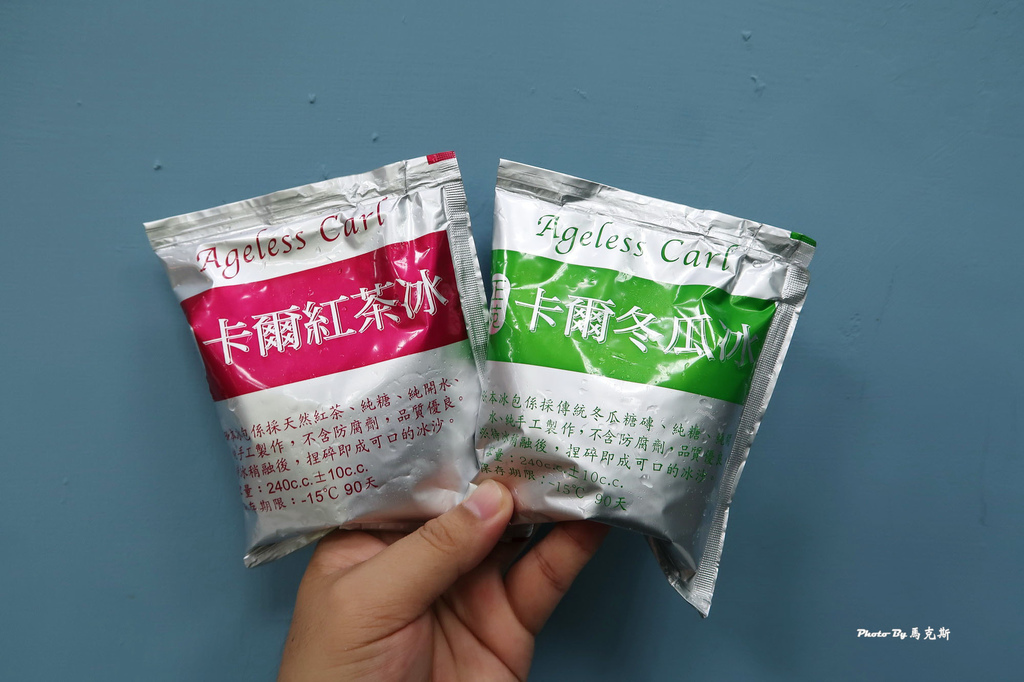 Ageless Carl
卡爾紅茶冰
本冰包係採天然紅茶、純糖、純開水、
手工製作，不含防腐劑，品質優良。
冰稍融後，捏碎即成可口的冰沙。
量：240c.c.±10c.c.
存期限：-15℃ 90天
Ageless Carl
卡爾冬瓜冰
本冰包係採傳統冬瓜糖磚、純糖、
水，純手工製作，不含防腐劑，品質
稍融後，捏碎即成可口的冰沙
量：240c.c.±10c.c.
保存期限：-15℃ 90天
Photo By 馬克斯